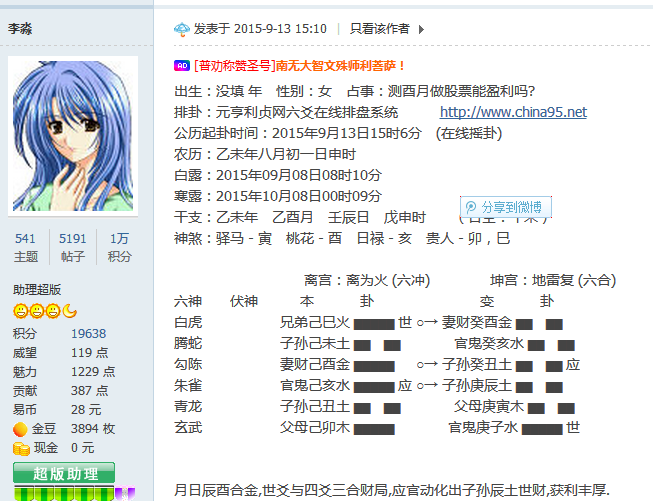 李淼
发表于 2015-9-13 15:10 | 只看该作者
AD [普劝称赞圣号]南无大智文殊师利菩萨！
出生：没填 年 性别：女 占事：测酉月做股票能盈利吗?
排卦：元亨利贞网六爻在线排盘系统 http://www.china95.net
公历起卦时间：2015年9月13日15时6分 (在线摇卦)
农历：乙未年八月初一日申时
白露：2015年09月08日08时10分
寒露：2015年10月08日00时09分
分享到微博
干支：乙未年 乙酉月 壬辰日 戊申时
神煞：驿马－寅 桃花－酉 日禄－亥 贵人－卯，巳
离宫：离为火 (六冲) 坤宫：地雷复 (六合)
六神 伏神 本 卦 变 卦
白虎 兄弟己巳火 世 ○→ 妻财癸酉金
腾蛇 子孙己未土 官鬼癸亥水
勾陈 妻财己酉金 ○→ 子孙癸丑土 应
朱雀 官鬼己亥水 应 ○→ 子孙庚辰土
青龙 子孙己丑土 父母庚寅木
玄武 父母己卯木 官鬼庚子水 世
月日辰酉合金,世爻与四爻三合财局,应官动化出子孙辰土世财,获利丰厚.
541 5191 1万
主题 帖子 积分
助理超版
积分 19638
威望 119 点
魅力 1229 点
贡献 387 点
易币 28 元
金豆 3894 枚
现金 0 元
超版助理